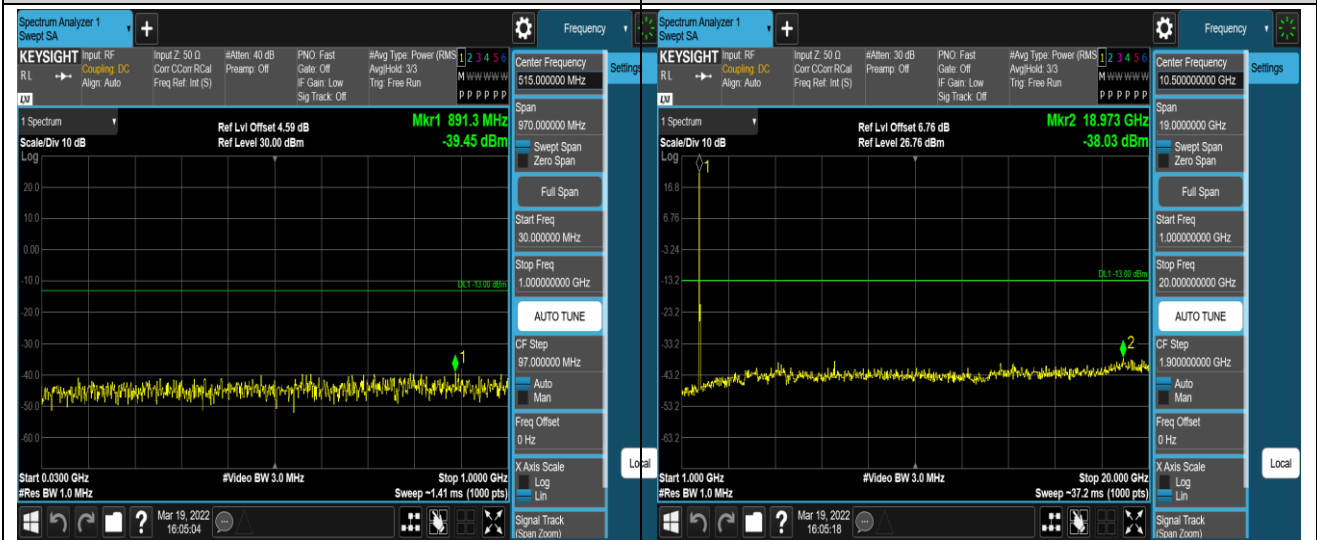 Spectrum Analyzer 1
Swept SA
+
Frequency
KEYSIGHT
RL
LXI
Input: RF
Coupling: DC
Align: Auto
Input Z: 50 Ω
Corr CCorr RCal
Freq Ref: Int (S)
#Atten: 40 dB
Preamp: Off
PNO: Fast
Gate: Off
IF Gain: Low
Sig Track: Off
#Avg Type: Power (RMS
Avg|Hold: 3/3
Trig: Free Run
1 2 3 4 5 6
M W W W W W
P P P P P P
1 Spectrum
Scale/Div 10 dB
Log
Ref Lvl Offset 4.59 dB
Ref Level 30.00 dBm
Mkr1 891.3 MHz
-39.45 dBm
20.0
10.0
0.00
-10.0
DL1 -13.00 dBm
-20.0
-30.0
1
-40.0
-50.0
-60.0
Start 0.0300 GHz
#Res BW 1.0 MHz
#Video BW 3.0 MHz
Stop 1.0000 GHz
Sweep ~1.41 ms (1000 pts)
Mar 19, 2022
16:05:04
?
Center Frequency
515.000000 MHz
Span
970.000000 MHz
Swept Span
Zero Span
Full Span
Start Freq
30.000000 MHz
Stop Freq
1.000000000 GHz
AUTO TUNE
CF Step
97.000000 MHz
Auto
Man
Freq Offset
0 Hz
X Axis Scale
Log
Lin
Signal Track
(Span Zoom)
Settings
Local
Spectrum Analyzer 1
Swept SA
+
Frequency
KEYSIGHT
RL
LXI
Input: RF
Coupling: DC
Align: Auto
Input Z: 50 Ω
Corr CCorr RCal
Freq Ref: Int (S)
#Atten: 30 dB
Preamp: Off
PNO: Fast
Gate: Off
IF Gain: Low
Sig Track: Off
#Avg Type: Power (RMS
Avg|Hold: 3/3
Trig: Free Run
1 2 3 4 5 6
M W W W W W
P P P P P P
1 Spectrum
Scale/Div 10 dB
Log
Ref Lvl Offset 6.76 dB
Ref Level 26.76 dBm
Mkr2 18.973 GHz
-38.03 dBm
1
16.8
6.76
-3.24
-13.2
DL1 -13.00 dBm
-23.2
-33.2
2
-43.2
-53.2
-63.2
Start 1.000 GHz
#Res BW 1.0 MHz
#Video BW 3.0 MHz
Stop 20.000 GHz
Sweep ~37.2 ms (1000 pts)
Mar 19, 2022
16:05:18
?
Center Frequency
10.500000000 GHz
Span
19.0000000 GHz
Swept Span
Zero Span
Full Span
Start Freq
1.000000000 GHz
Stop Freq
20.000000000 GHz
AUTO TUNE
CF Step
1.900000000 GHz
Auto
Man
Freq Offset
0 Hz
X Axis Scale
Log
Lin
Signal Track
(Span Zoom)
Settings
Local